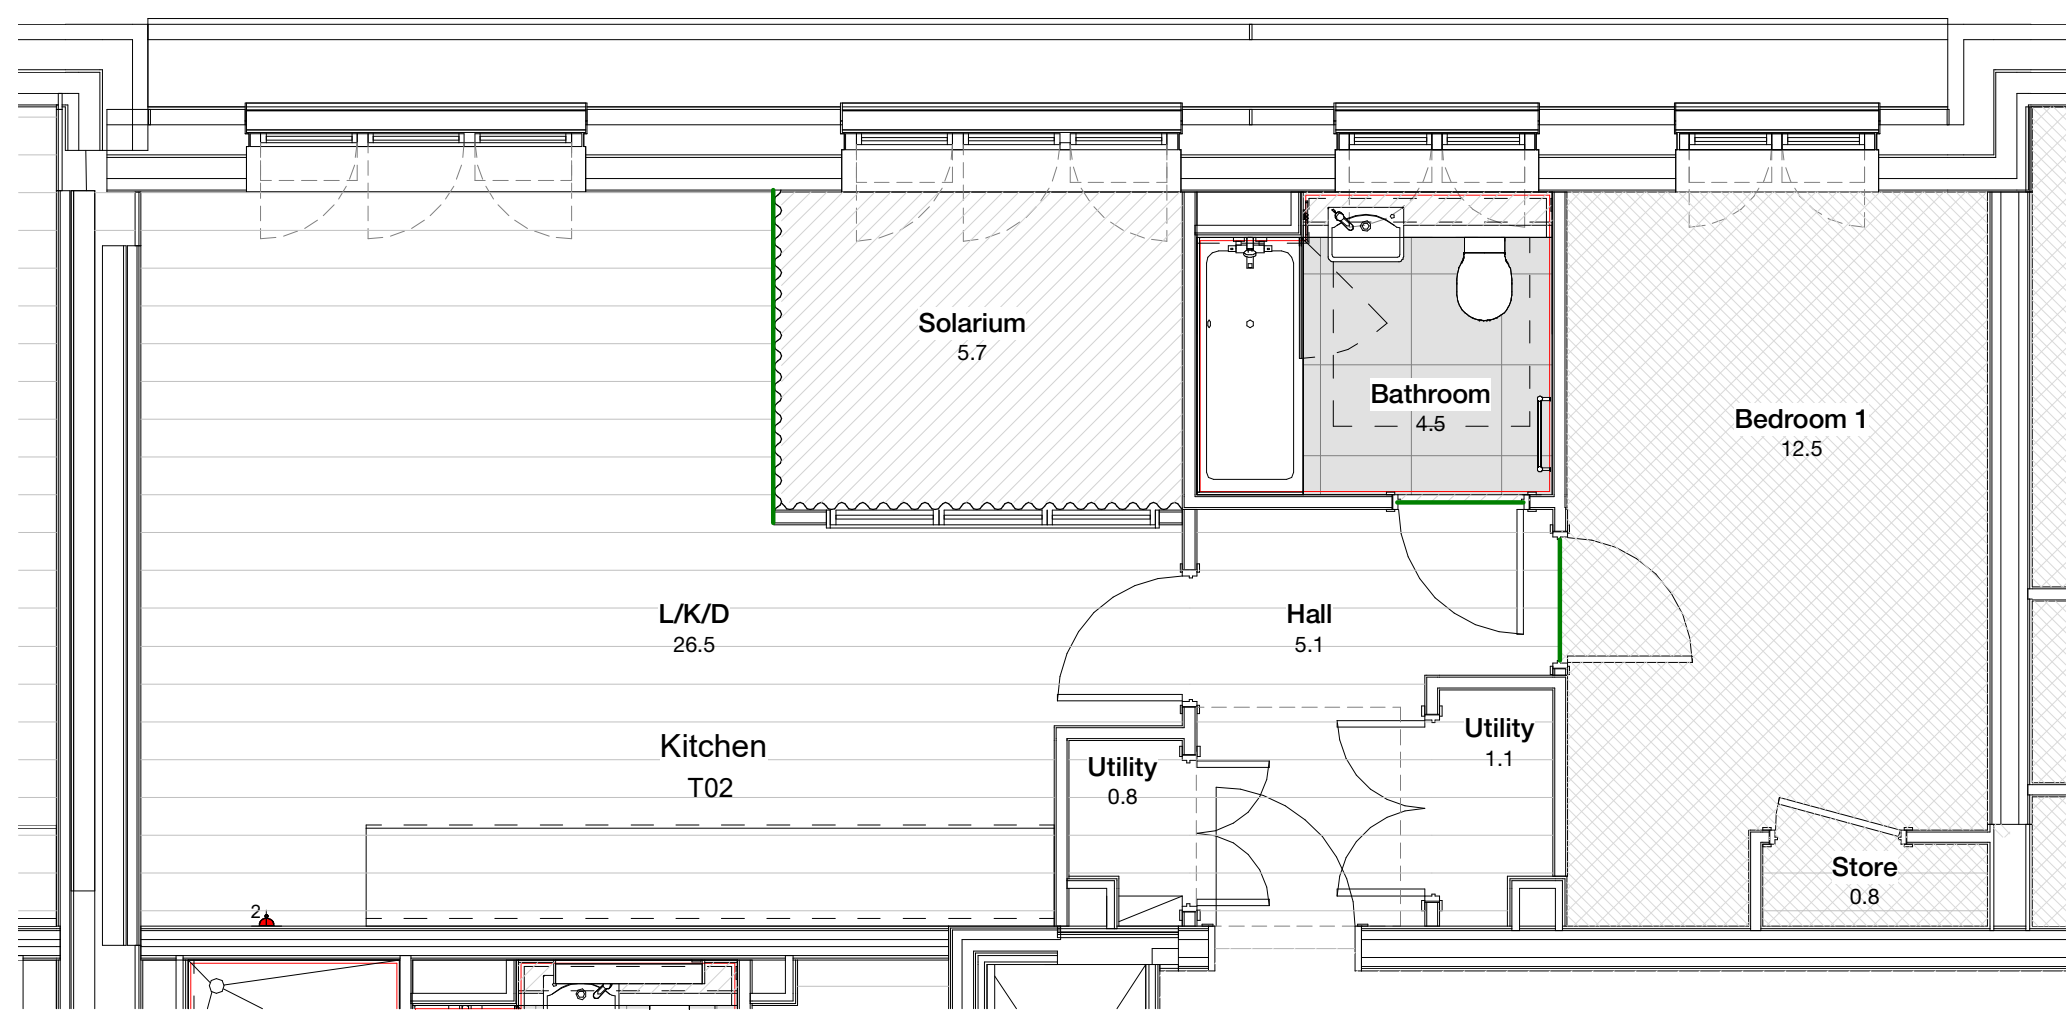 Solarium
5.7
Bathroom
4.5
Bedroom 1
12.5
L/K/D
26.5
Hall
5.1
Kitchen
T02
Utility
0.8
Utility
1.1
Store
0.8
2